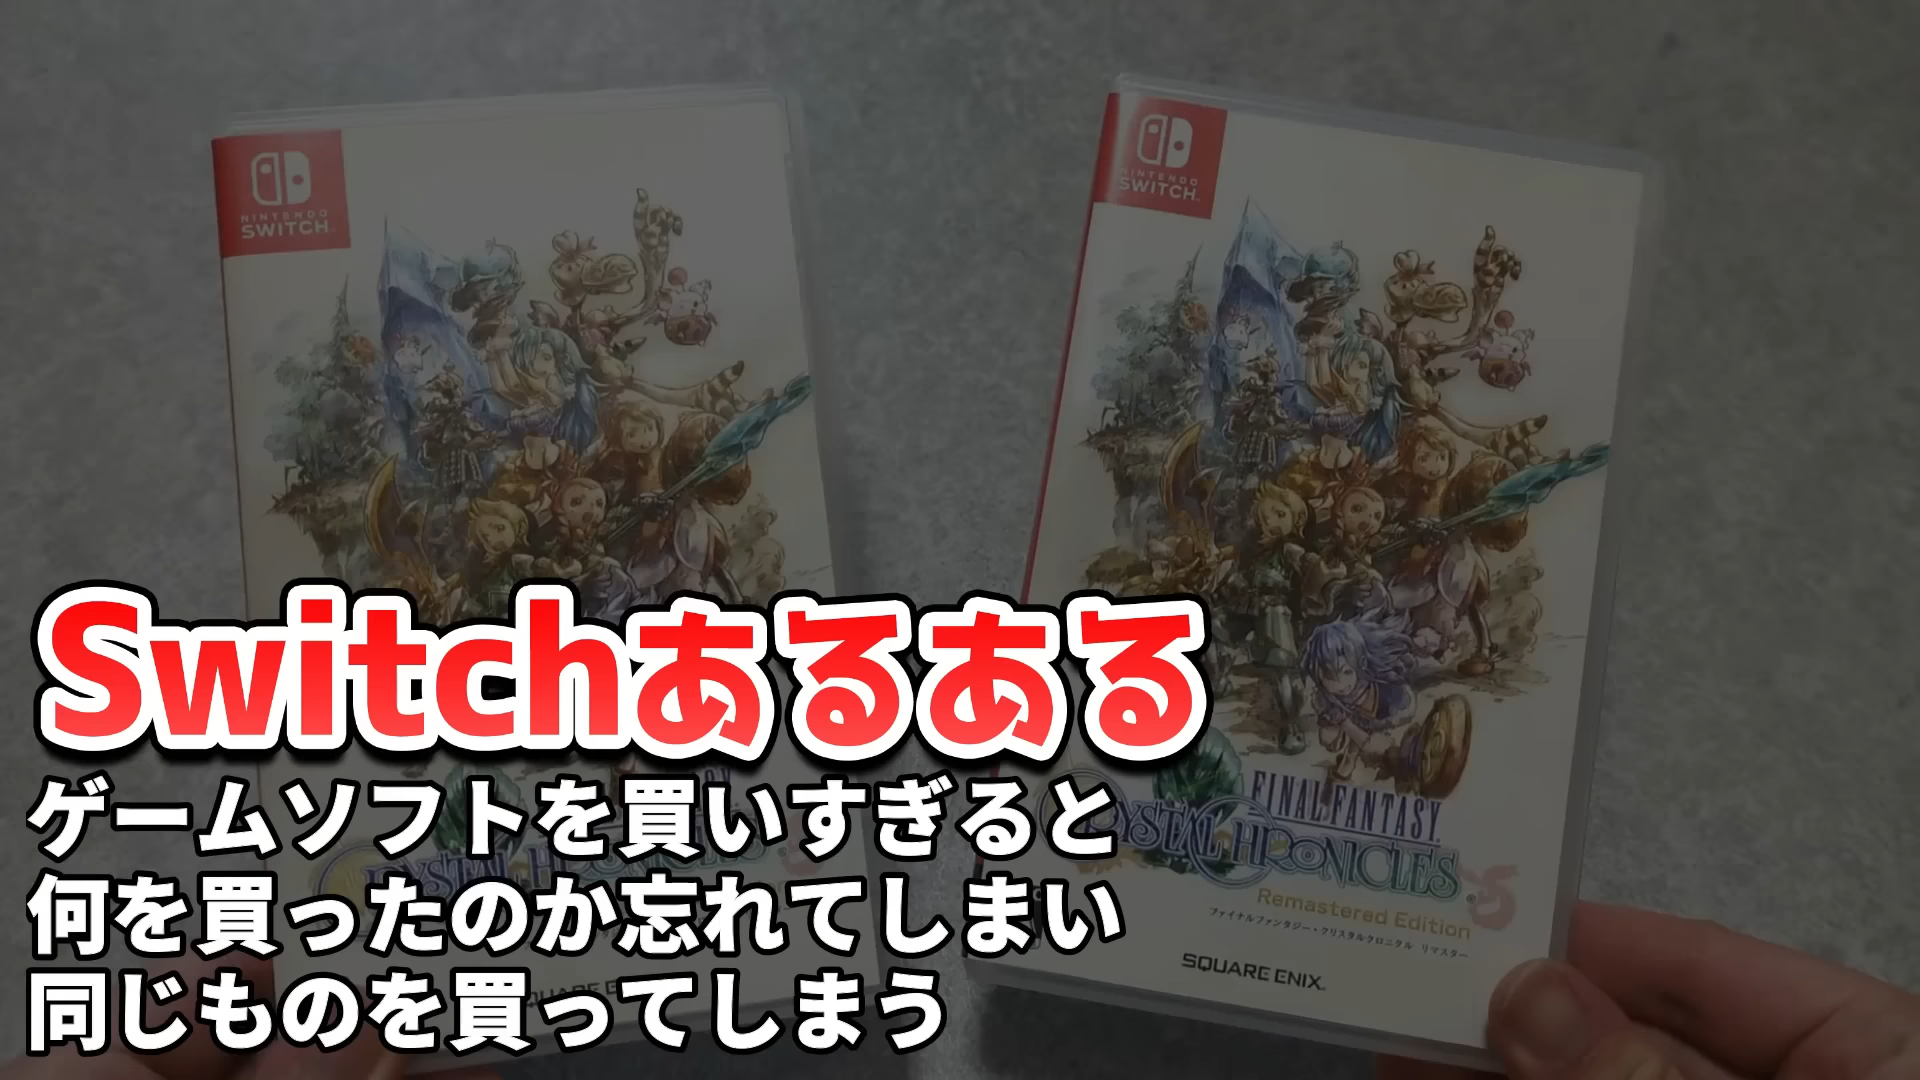 NINTENDO
SWITCH
NINTENDO
SWITCH
Switchあるある
ゲームソフトを買いすぎると
何を買ったのか忘れてしまい
同じものを買ってしまう
FINAL FANTASY
CRYSTAL CHRONICLES
Remastered Edition
ファイナルファンタジー・クリスタルクロニクル リマスター
SQUARE ENIX